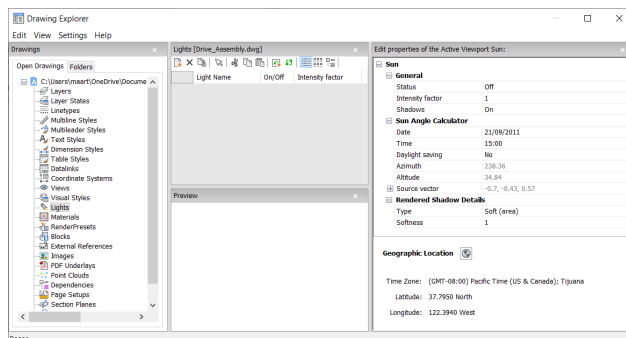 Drawing Explorer
Edit View Settings Help
Drawings
Open Drawings Folders
C:\Users\maart\OneDrive\Docume
Layers
Layer States
Linetypes
Multiline Styles
Multileader Styles
Text Styles
Dimension Styles
Table Styles
Datalinks
Coordinate Systems
Views
Visual Styles
Lights
Materials
RenderPresets
Blocks
External References
Images
PDF Underlays
Point Clouds
Dependencies
Page Setups
Section Planes
Lights [Drive_Assembly.dwg]
Light Name On/Off Intensity factor
Preview
Edit properties of the Active Viewport Sun:
Sun
General
Status Off
Intensity factor 1
Shadows On
Sun Angle Calculator
Date 21/09/2011
Time 15:00
Daylight saving No
Azimuth 238.36
Altitude 34.84
Source vector -0.7, -0.43, 0.57
Rendered Shadow Details
Type Soft (area)
Softness 1
Geographic Location
Time Zone: (GMT-08:00) Pacific Time (US & Canada); Tijuana
Latitude: 37.7950 North
Longitude: 122.3940 West